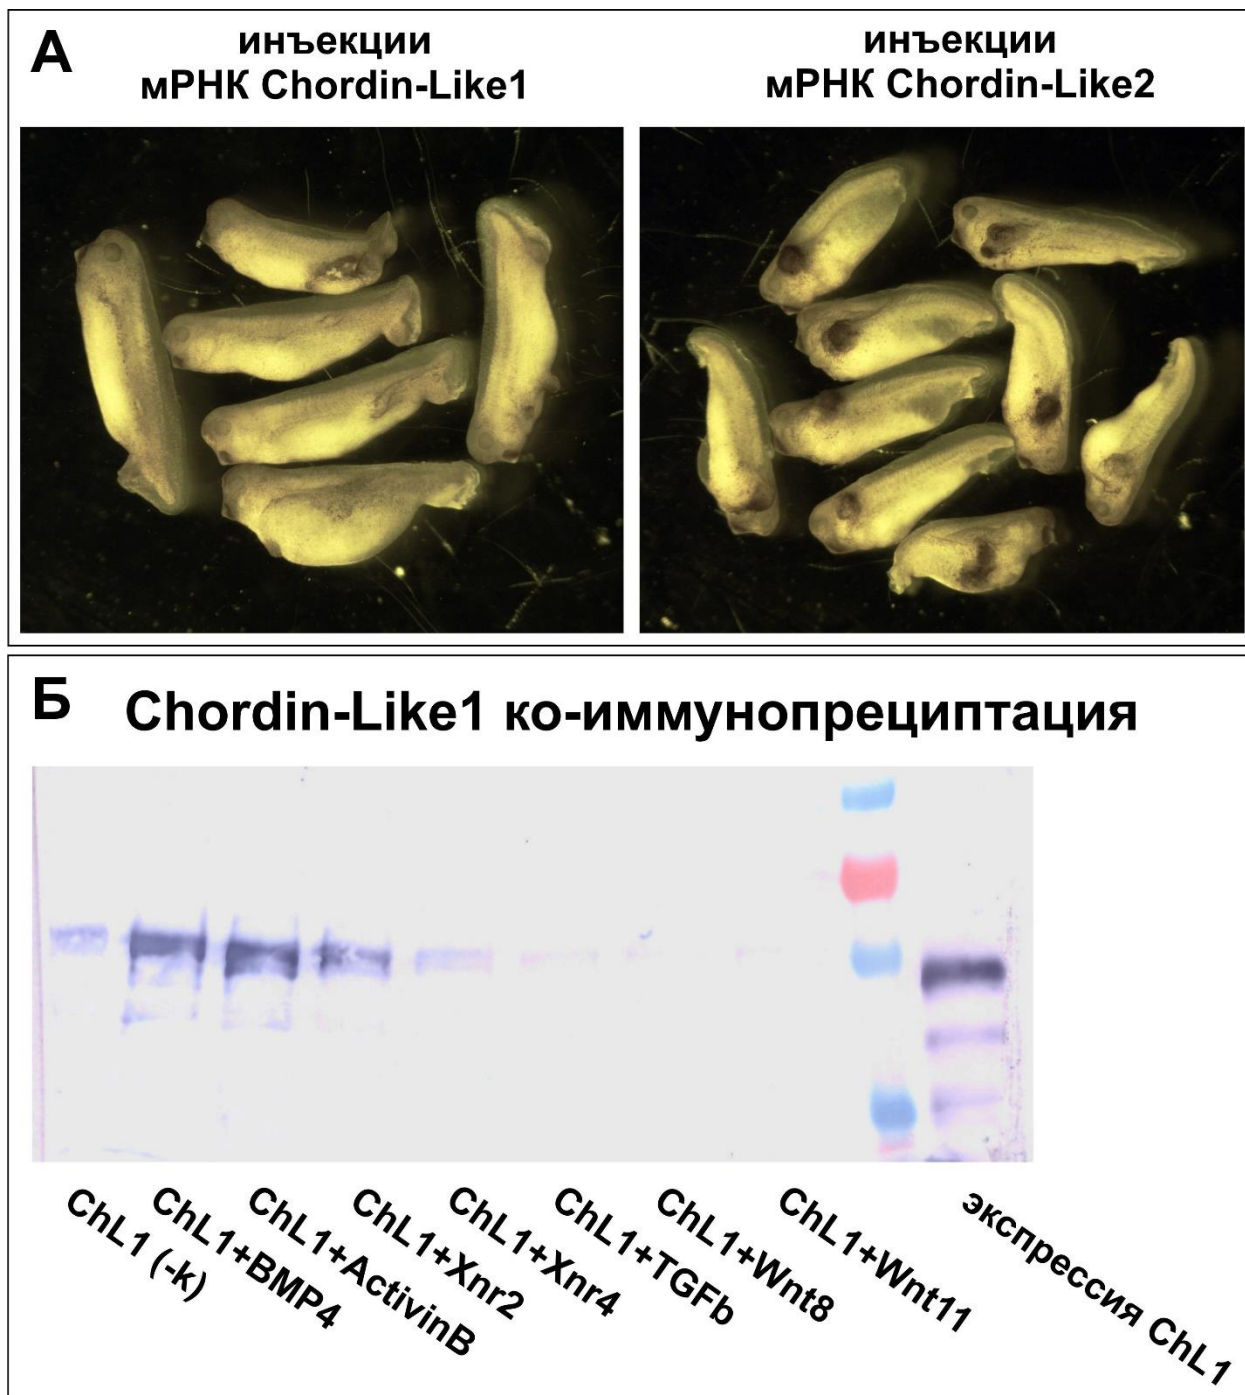 А
инъекции
мРНК Chordin-Like1
инъекции
мРНК Chordin-Like2
Б
Chordin-Like1 ко-иммунопрециптация
ChL1 (-k)
ChL1+BMP4
ChL1+ActivinB
ChL1+Xnr2
ChL1+Xnr4
ChL1+TGFb
ChL1+Wnt8
ChL1+Wnt11
экспрессия ChL1